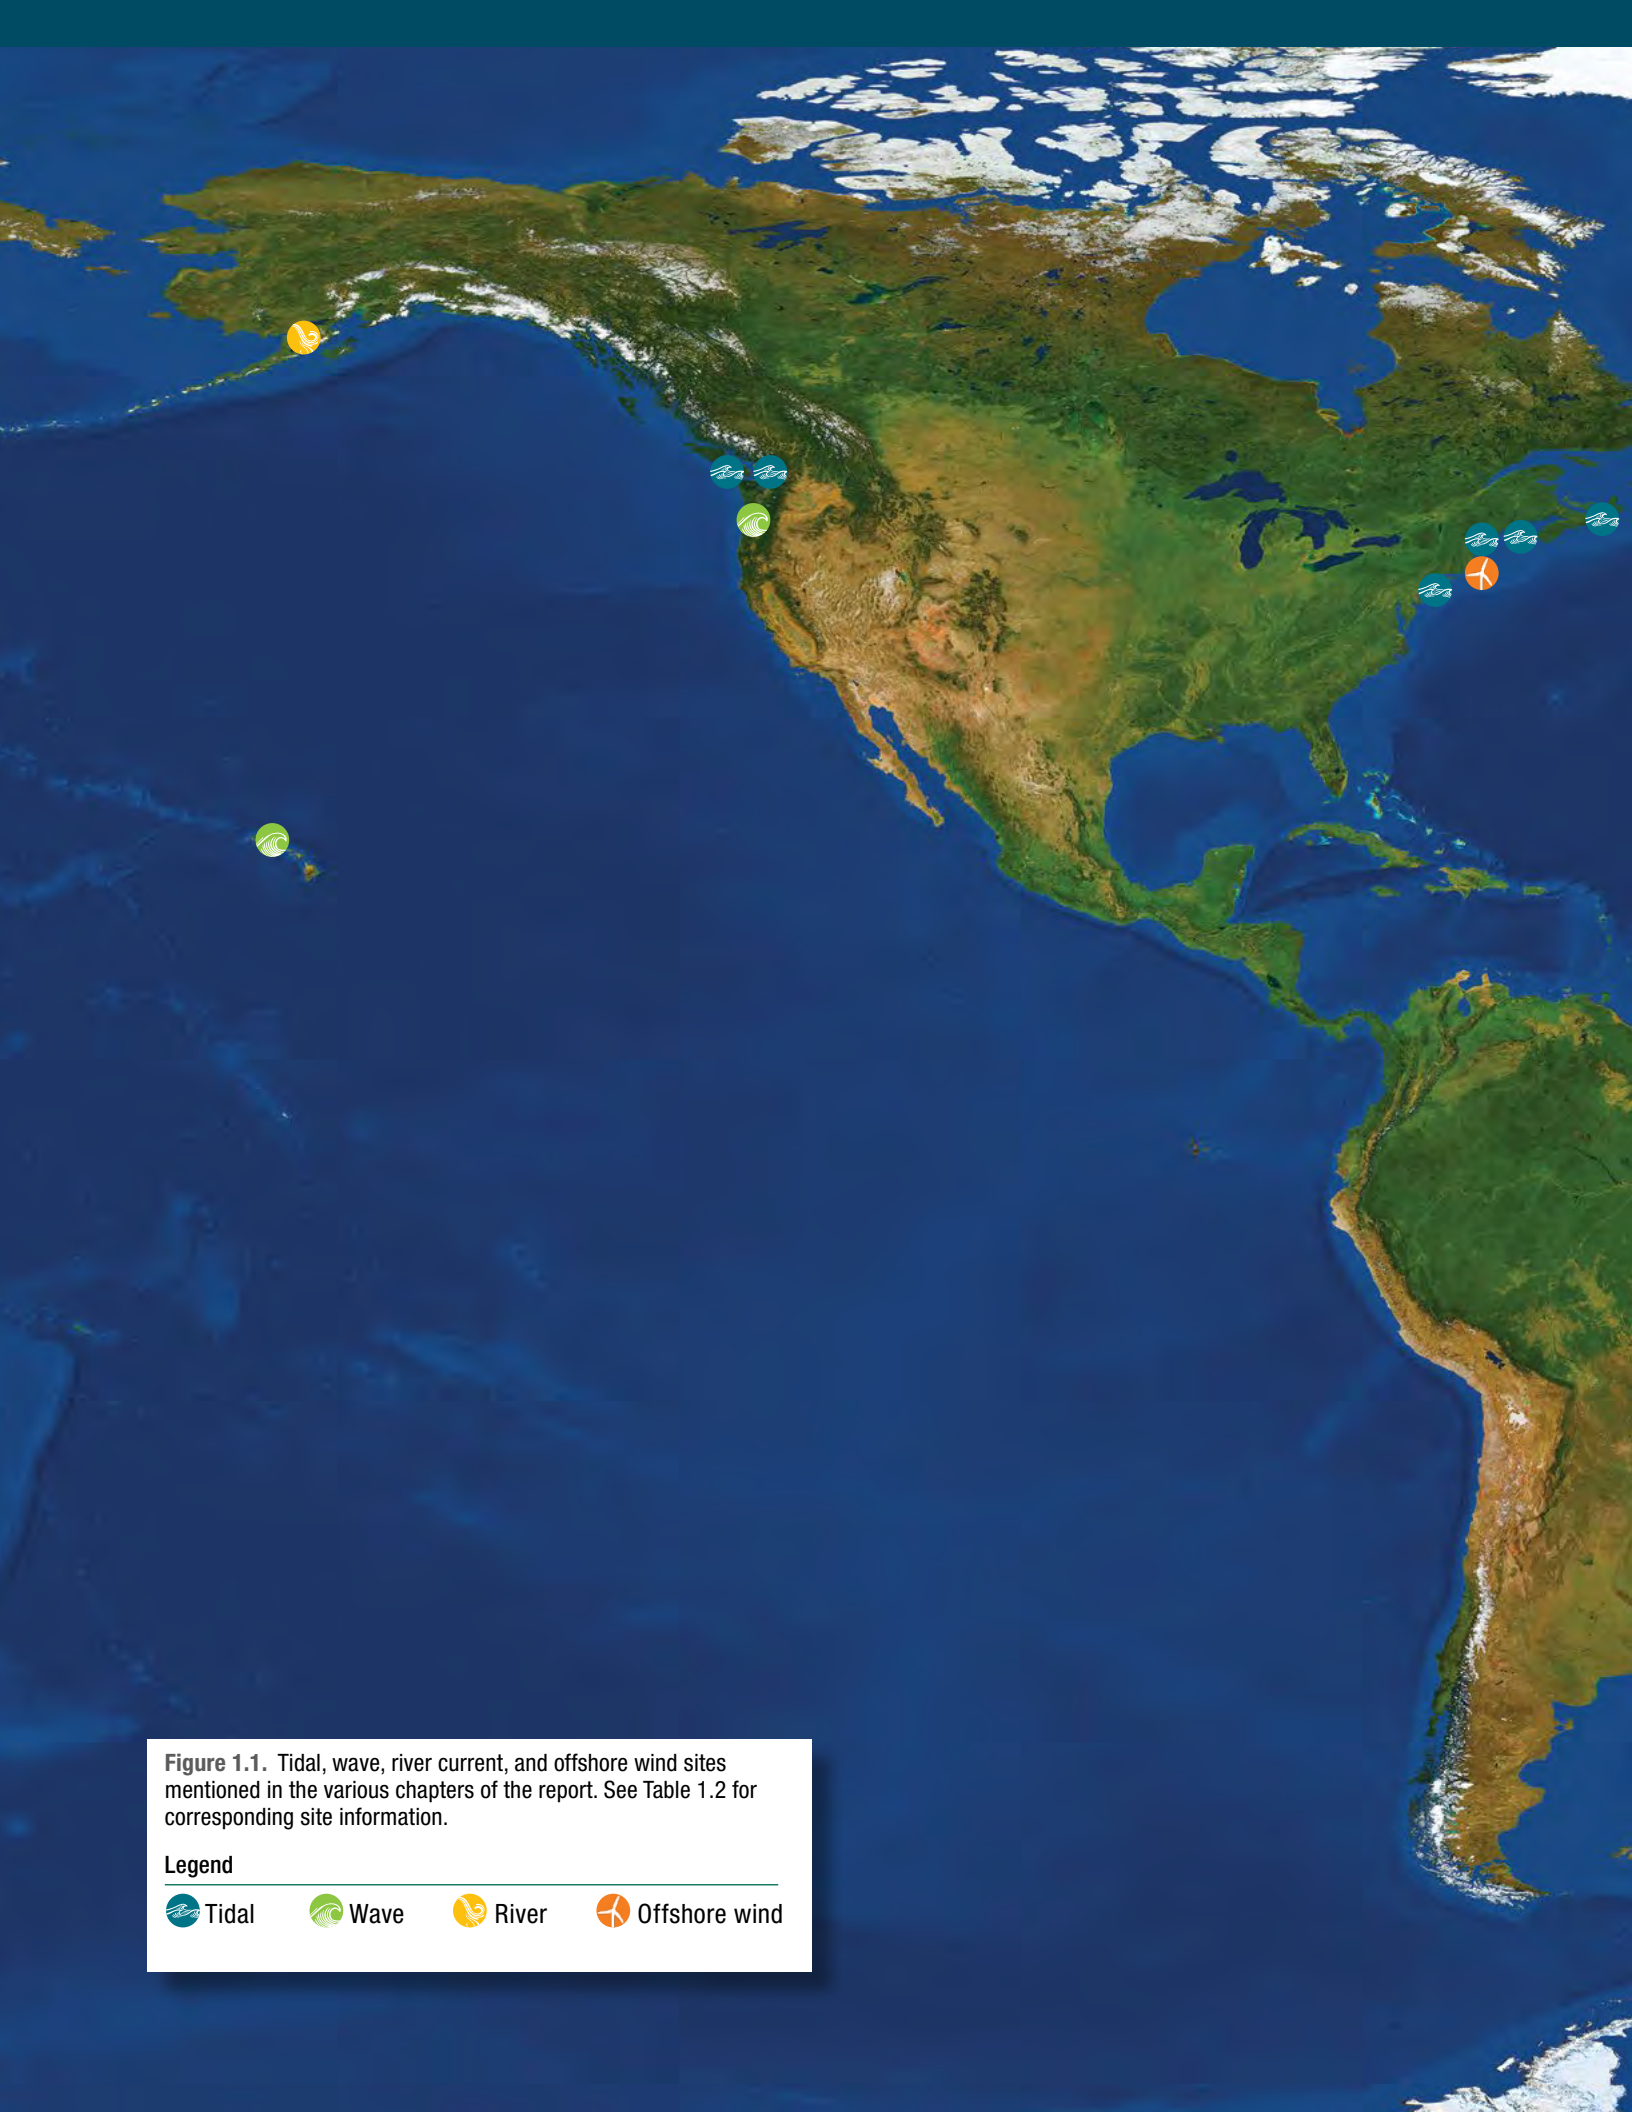 Figure 1.1. Tidal, wave, river current, and offshore wind sites
mentioned in the various chapters of the report. See Table 1.2 for
corresponding site information.
Legend
Tidal Wave River Offshore wind